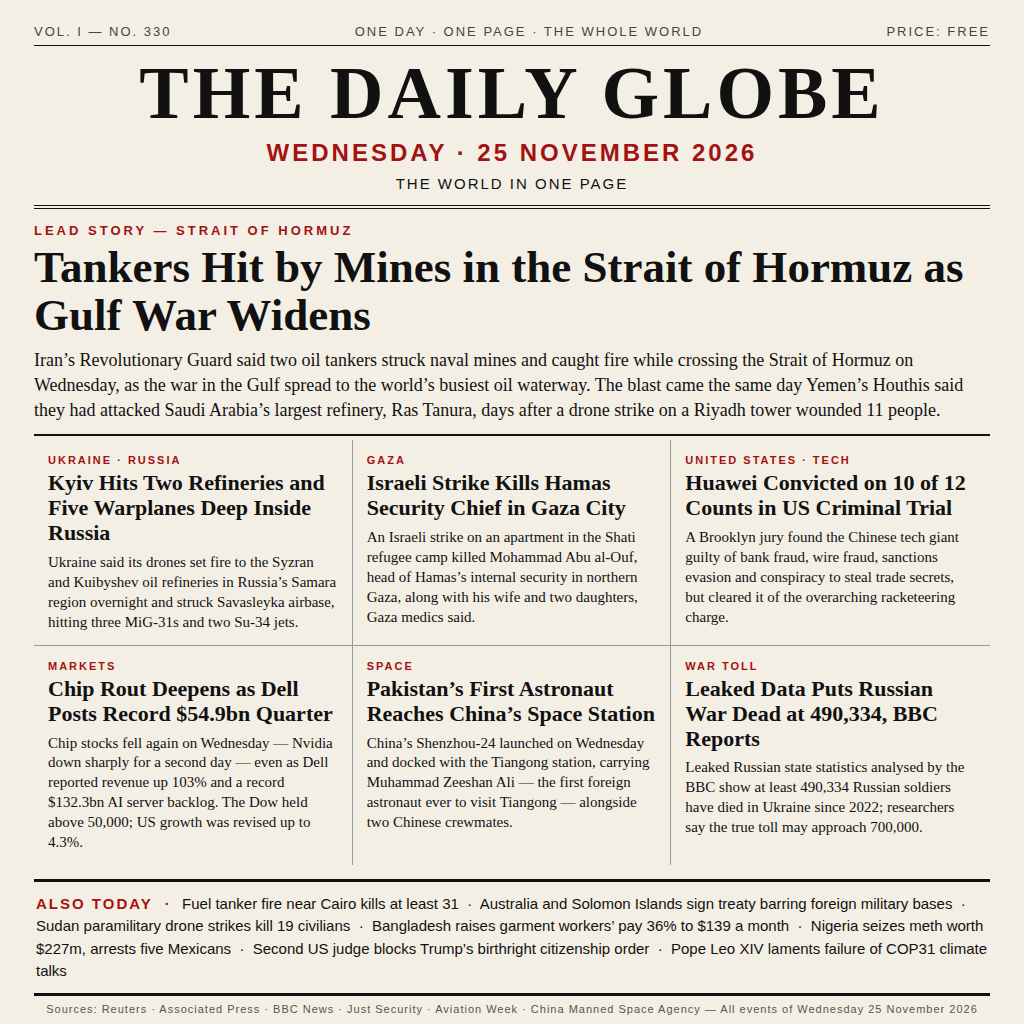 VOL. I — NO. 330
ONE DAY · ONE PAGE · THE WHOLE WORLD
PRICE: FREE
THE DAILY GLOBE
WEDNESDAY · 25 NOVEMBER 2026
THE WORLD IN ONE PAGE
LEAD STORY — STRAIT OF HORMUZ
Tankers Hit by Mines in the Strait of Hormuz as
Gulf War Widens
Iran’s Revolutionary Guard said two oil tankers struck naval mines and caught fire while crossing the Strait of Hormuz on
Wednesday, as the war in the Gulf spread to the world’s busiest oil waterway. The blast came the same day Yemen’s Houthis said
they had attacked Saudi Arabia’s largest refinery, Ras Tanura, days after a drone strike on a Riyadh tower wounded 11 people.
UKRAINE · RUSSIA
Kyiv Hits Two Refineries and
Five Warplanes Deep Inside
Russia
Ukraine said its drones set fire to the Syzran
and Kuibyshev oil refineries in Russia’s Samara
region overnight and struck Savasleyka airbase,
hitting three MiG-31s and two Su-34 jets.
GAZA
Israeli Strike Kills Hamas
Security Chief in Gaza City
An Israeli strike on an apartment in the Shati
refugee camp killed Mohammad Abu al-Ouf,
head of Hamas’s internal security in northern
Gaza, along with his wife and two daughters,
Gaza medics said.
UNITED STATES · TECH
Huawei Convicted on 10 of 12
Counts in US Criminal Trial
A Brooklyn jury found the Chinese tech giant
guilty of bank fraud, wire fraud, sanctions
evasion and conspiracy to steal trade secrets,
but cleared it of the overarching racketeering
charge.
MARKETS
Chip Rout Deepens as Dell
Posts Record $54.9bn Quarter
Chip stocks fell again on Wednesday — Nvidia
down sharply for a second day — even as Dell
reported revenue up 103% and a record
$132.3bn AI server backlog. The Dow held
above 50,000; US growth was revised up to
4.3%.
SPACE
Pakistan’s First Astronaut
Reaches China’s Space Station
China’s Shenzhou-24 launched on Wednesday
and docked with the Tiangong station, carrying
Muhammad Zeeshan Ali — the first foreign
astronaut ever to visit Tiangong — alongside
two Chinese crewmates.
WAR TOLL
Leaked Data Puts Russian
War Dead at 490,334, BBC
Reports
Leaked Russian state statistics analysed by the
BBC show at least 490,334 Russian soldiers
have died in Ukraine since 2022; researchers
say the true toll may approach 700,000.
ALSO TODAY · Fuel tanker fire near Cairo kills at least 31 · Australia and Solomon Islands sign treaty barring foreign military bases ·
Sudan paramilitary drone strikes kill 19 civilians · Bangladesh raises garment workers’ pay 36% to $139 a month · Nigeria seizes meth worth
$227m, arrests five Mexicans · Second US judge blocks Trump’s birthright citizenship order · Pope Leo XIV laments failure of COP31 climate
talks
Sources: Reuters · Associated Press · BBC News · Just Security · Aviation Week · China Manned Space Agency — All events of Wednesday 25 November 2026